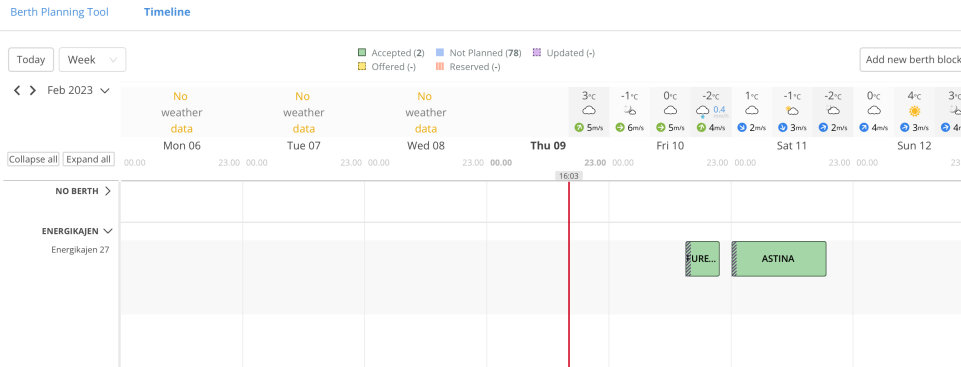 Berth Planning Tool Timeline
Today Week Accepted (2) Not Planned (78) Updated (-) Add new berth block
Offered (-) Reserved (-)
Feb 2023
No No No 3°C -1°C 0°C -2°C 1°C -1°C -2°C 0°C 4°C 3°C
weather weather weather 0.4
data data data 5m/s 6m/s 5m/s 4m/s 2m/s 3m/s 2m/s 4m/s 3m/s
Mon 06 Tue 07 Wed 08 Thu 09 Fri 10 Sat 11 Sun 12
Collapse all Expand all 00.00 23.00 00.00 23.00 00.00 23.00 00.00 23.00 00.00 23.00 00.00 23.00 00.00 23
16:03
NO BERTH
ENERGIKAJEN
Energikajen 27 FURE... ASTINA